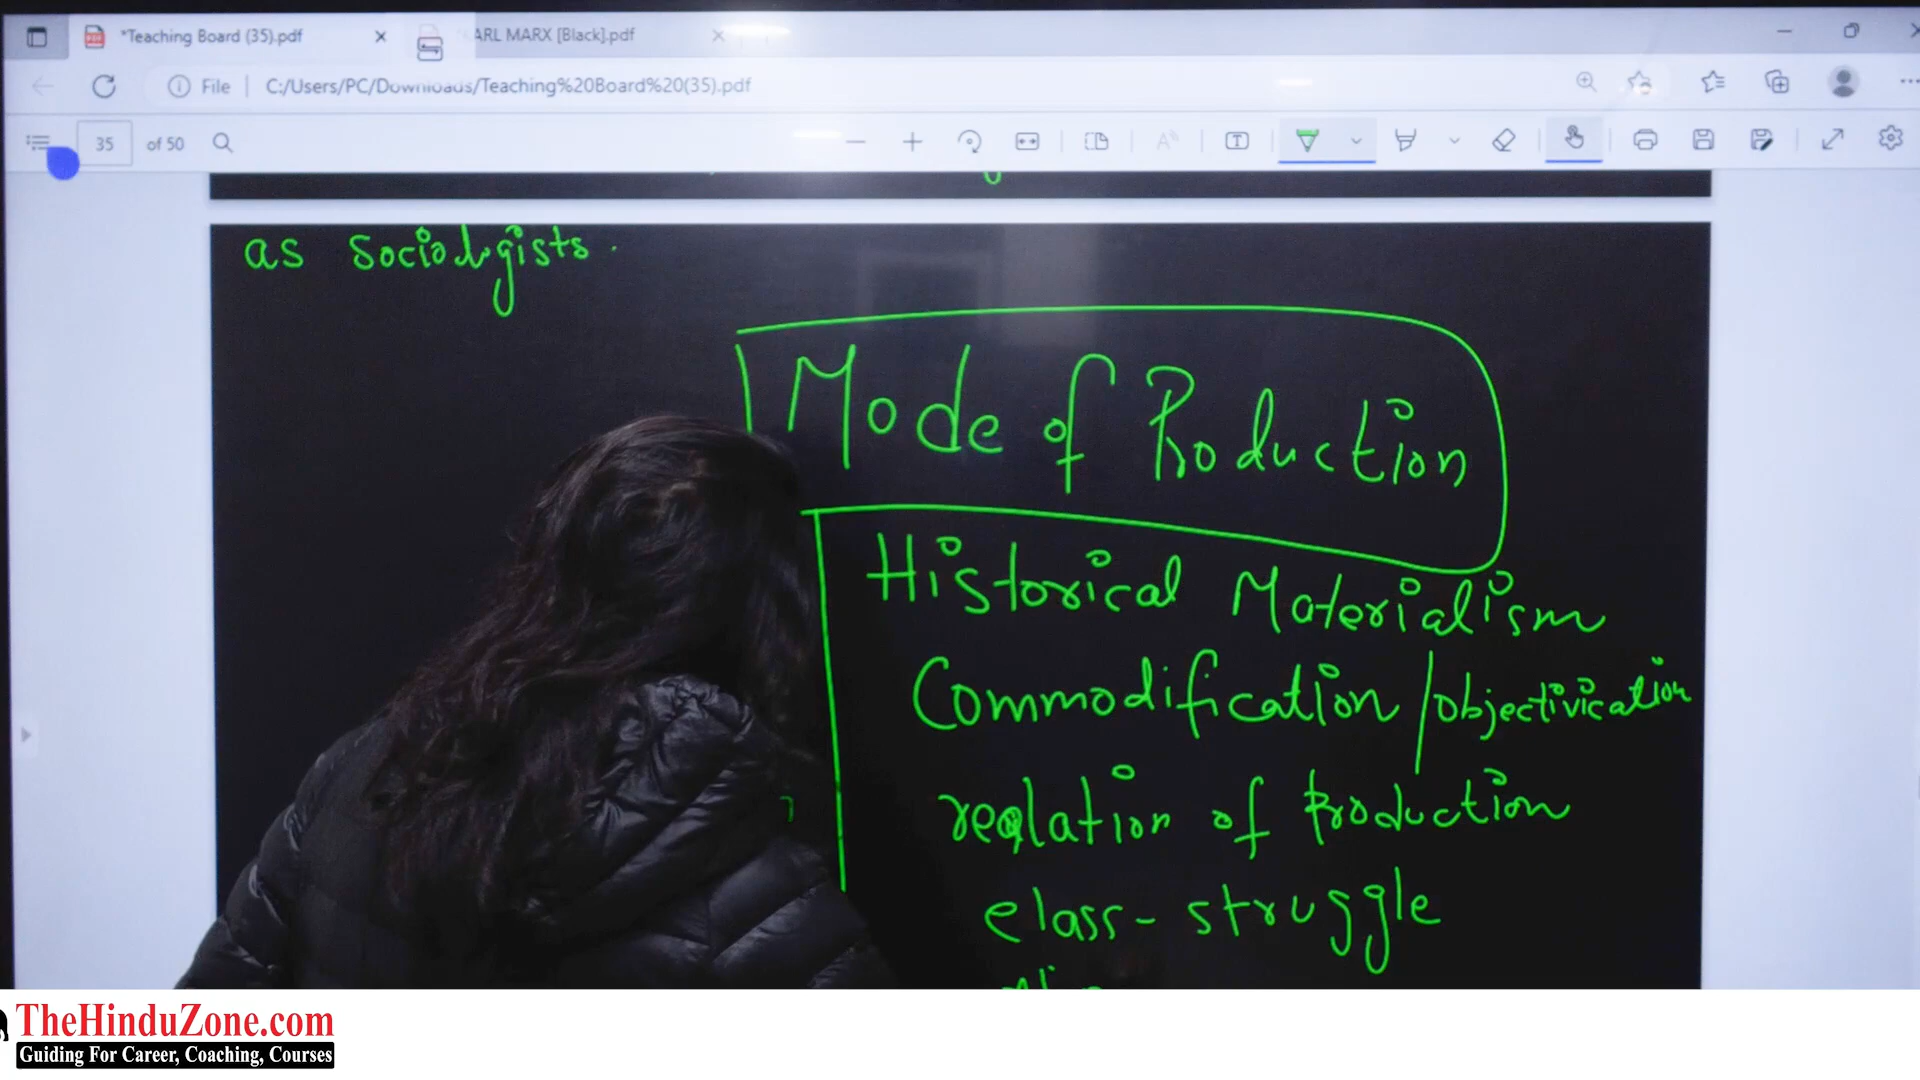 *Teaching Board (35).pdf
ARL MARX [Black].pdf
File
C:/Users/PC/Downloads/Teaching%20Board%20(35).pdf
35 of 50
as Sociologists.
Mode of Production
Historical Materialism
Commodification / objectivication
relation of Production
class - struggle
TheHinduZone.com
Guiding For Career, Coaching, Courses